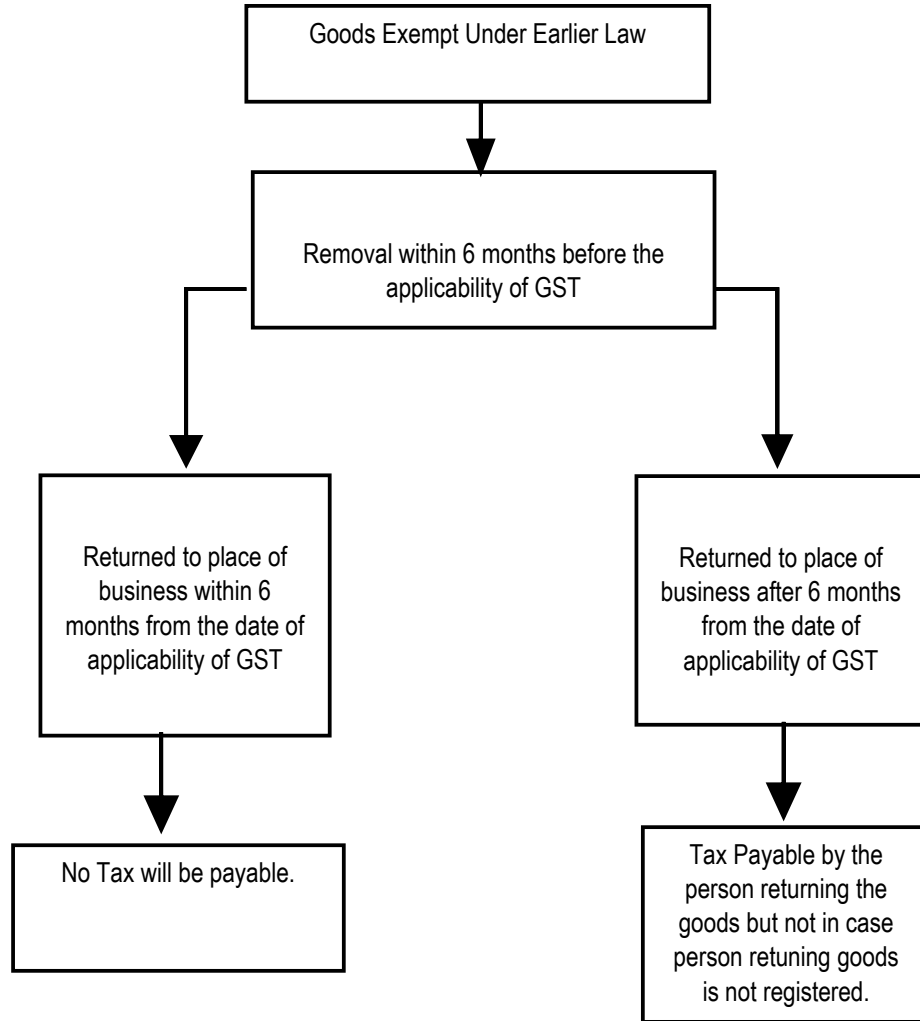 Goods Exempt Under Earlier Law
Removal within 6 months before the
applicability of GST
Returned to place of
business within 6
months from the date of
applicability of GST
Returned to place of
business after 6 months
from the date of
applicability of GST
No Tax will be payable.
Tax Payable by the
person returning the
goods but not in case
person retuning goods
is not registered.